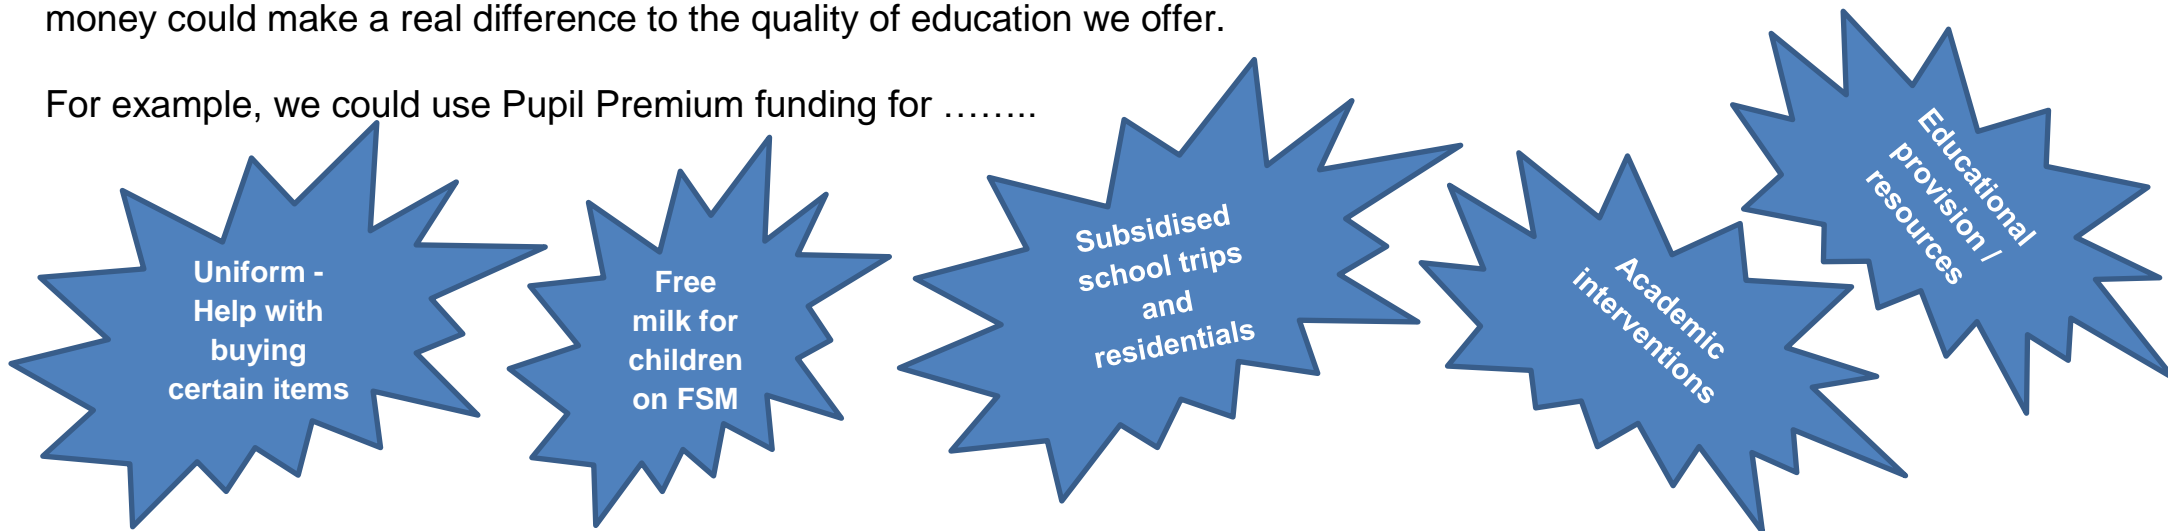 money could make a real difference to the quality of education we offer.
For example, we could use Pupil Premium funding for ........
Uniform -
Help with
buying
certain items
Free
milk for
children
on FSM
Subsidised
school trips
and
residentials
Academic
interventions
Educational
provision /
resources